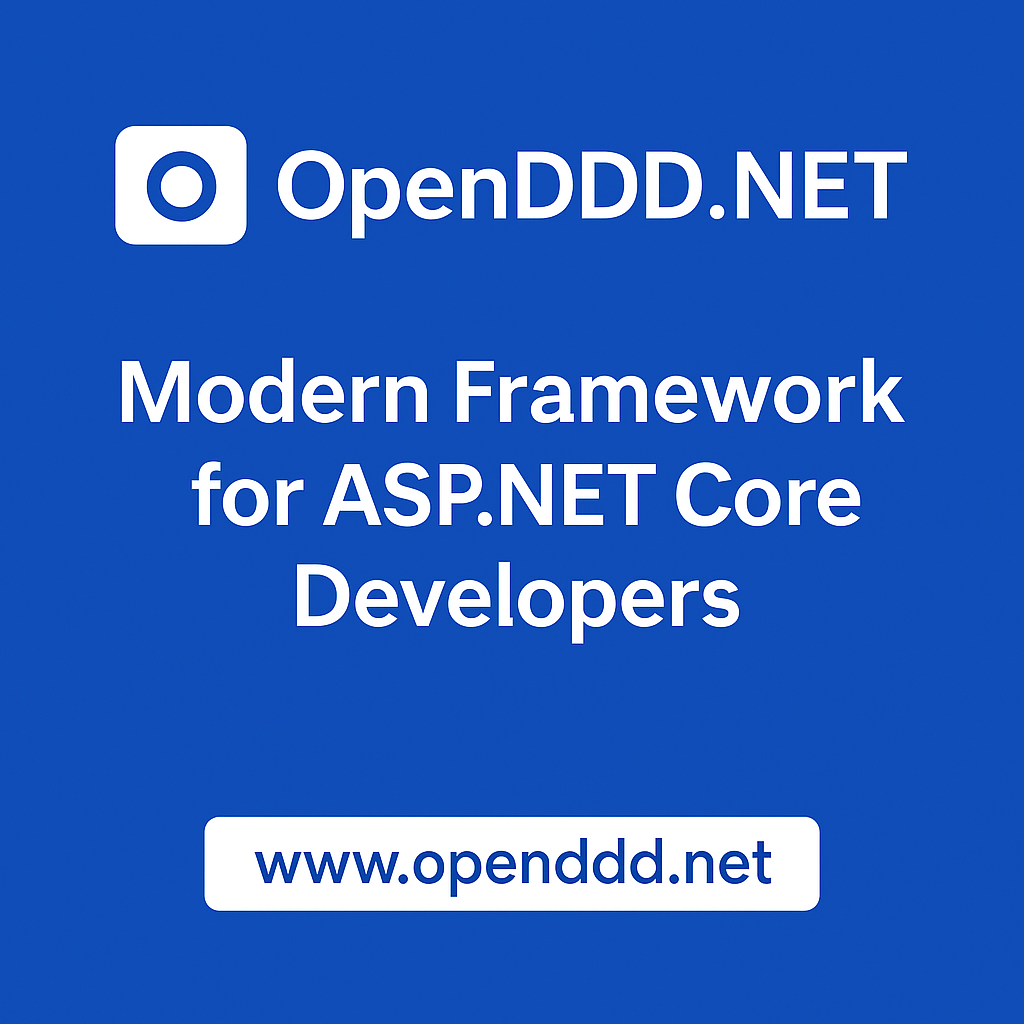 OpenDDD.NET
Modern Framework
for ASP.NET Core
Developers
www.openddd.net